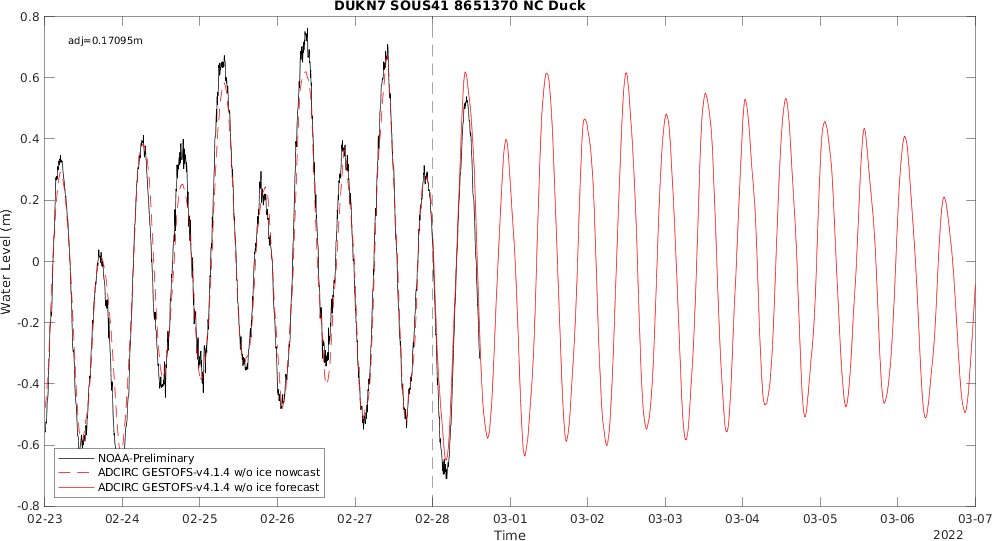 DUKN7 SOUS41 8651370 NC Duck
adj=0.17095m
0.8
0.6
0.4
0.2
0
-0.2
-0.4
-0.6
-0.8
Water Level (m)
NOAA-Preliminary
ADCIRC GESTOFS-v4.1.4 w/o ice nowcast
ADCIRC GESTOFS-v4.1.4 w/o ice forecast
02-23 02-24 02-25 02-26 02-27 02-28 03-01 03-02 03-03 03-04 03-05 03-06 03-07
Time
2022